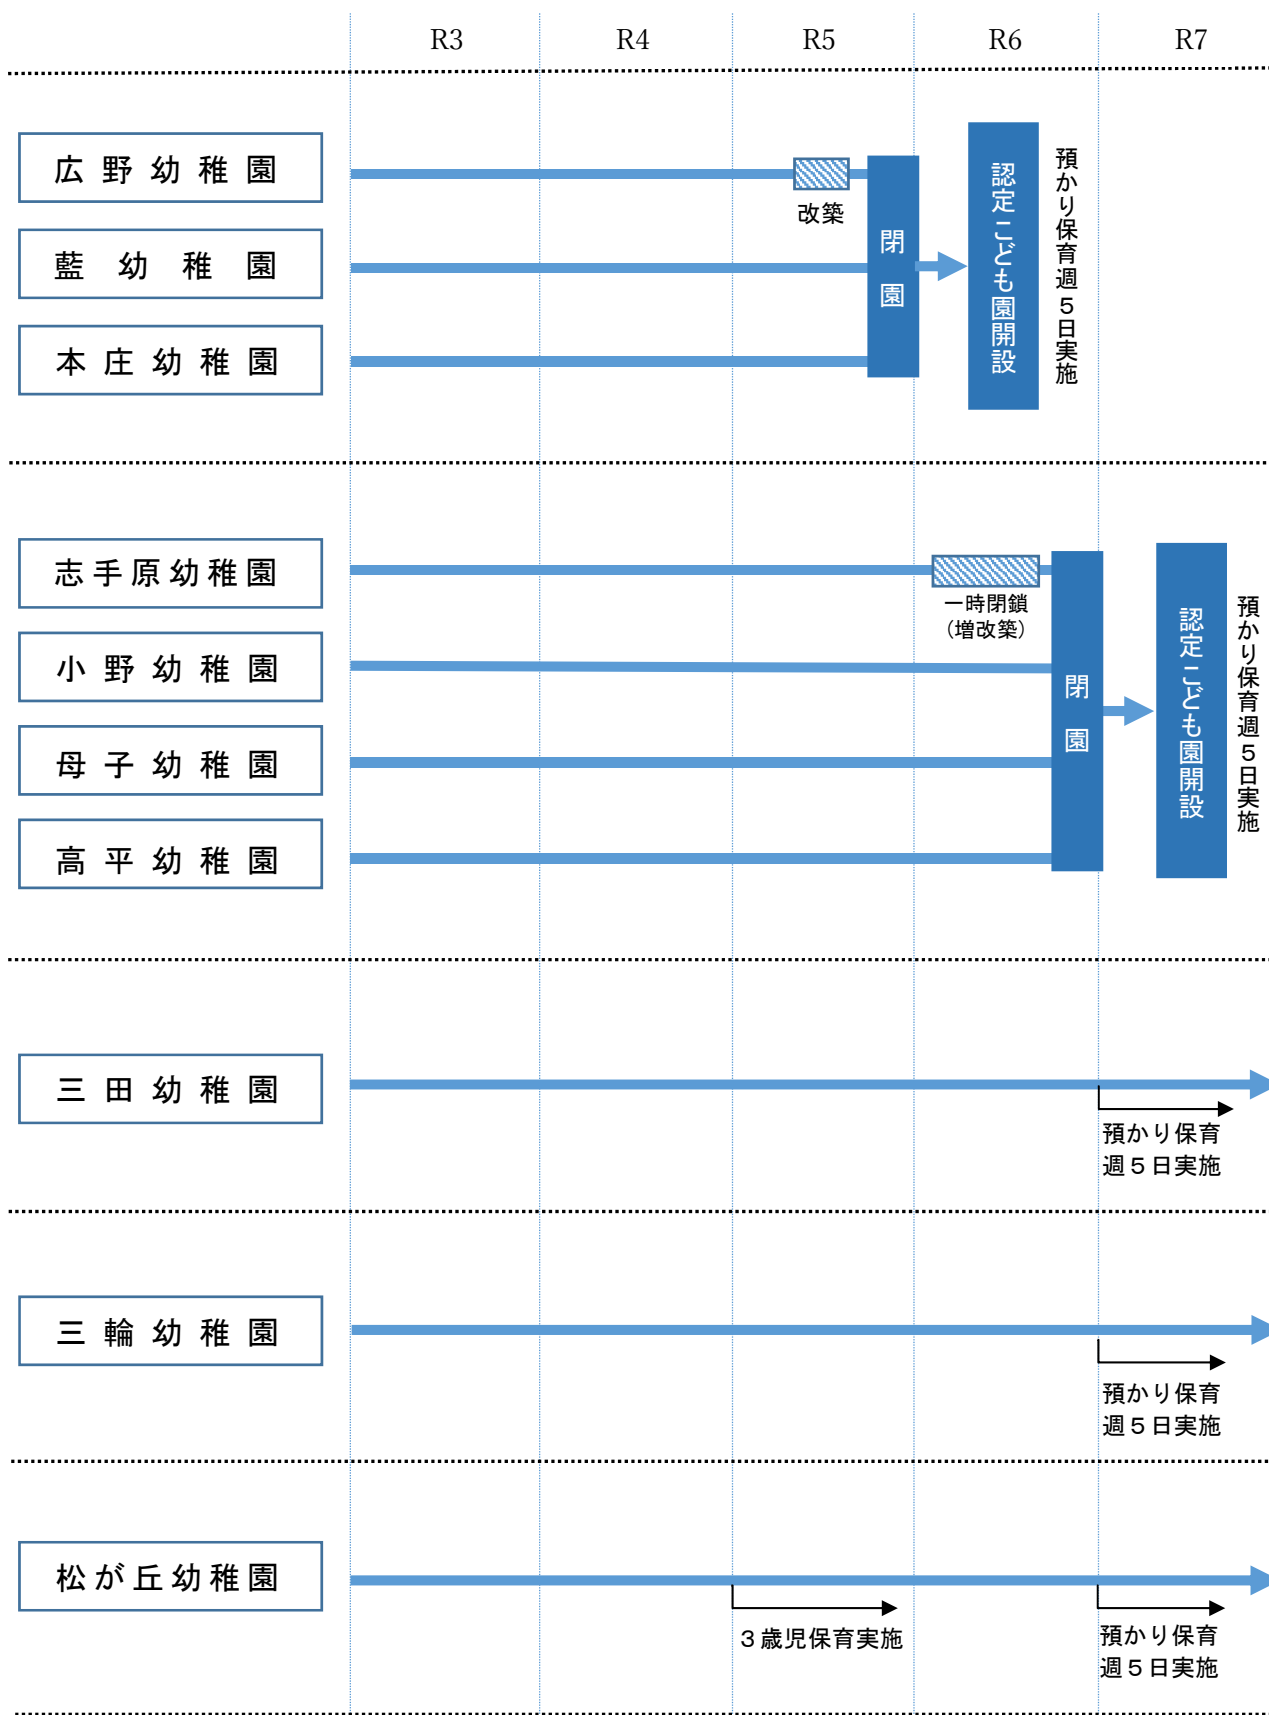 R3 R4 R5 R6 R7
広野幼稚園
改築
藍幼稚園
本庄幼稚園
閉園
認定こども園開設
預かり保育週５日実施
志手原幼稚園
一時閉鎖
（増改築）
小野幼稚園
母子幼稚園
高平幼稚園
閉園
認定こども園開設
預かり保育週５日実施
三田幼稚園
預かり保育
週５日実施
三輪幼稚園
預かり保育
週５日実施
松が丘幼稚園
３歳児保育実施
預かり保育
週５日実施